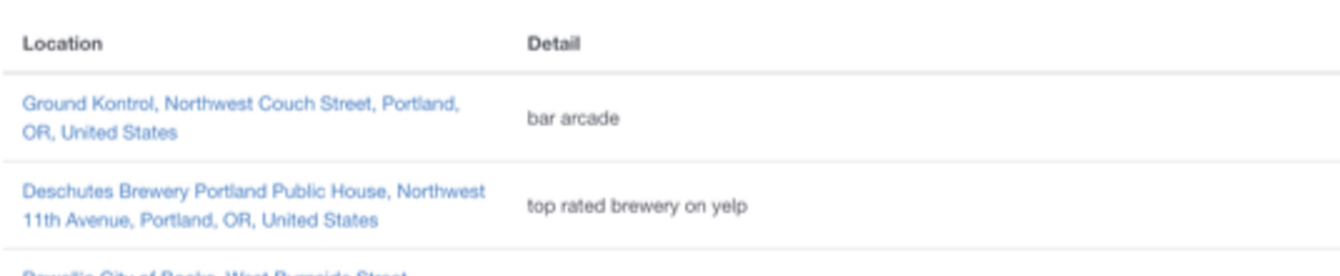 Location
Detail
Ground Kontrol, Northwest Couch Street, Portland,
OR, United States
bar arcade
Deschutes Brewery Portland Public House, Northwest
11th Avenue, Portland, OR, United States
top rated brewery on yelp
Powell's City of Books, West Burnside Street